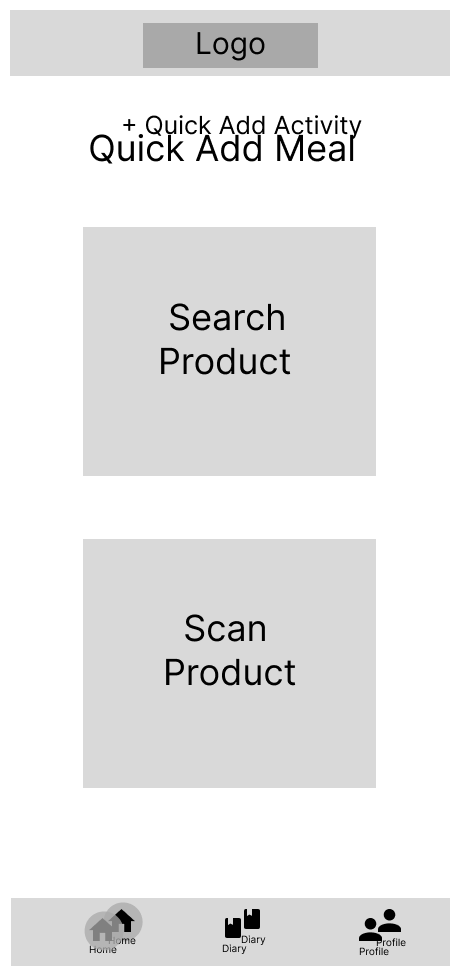 Logo
+ Quick Add Activity
Quick Add Meal
Search
Product
Scan
Product
Home
Home
Diary
Diary
Profile
Profile